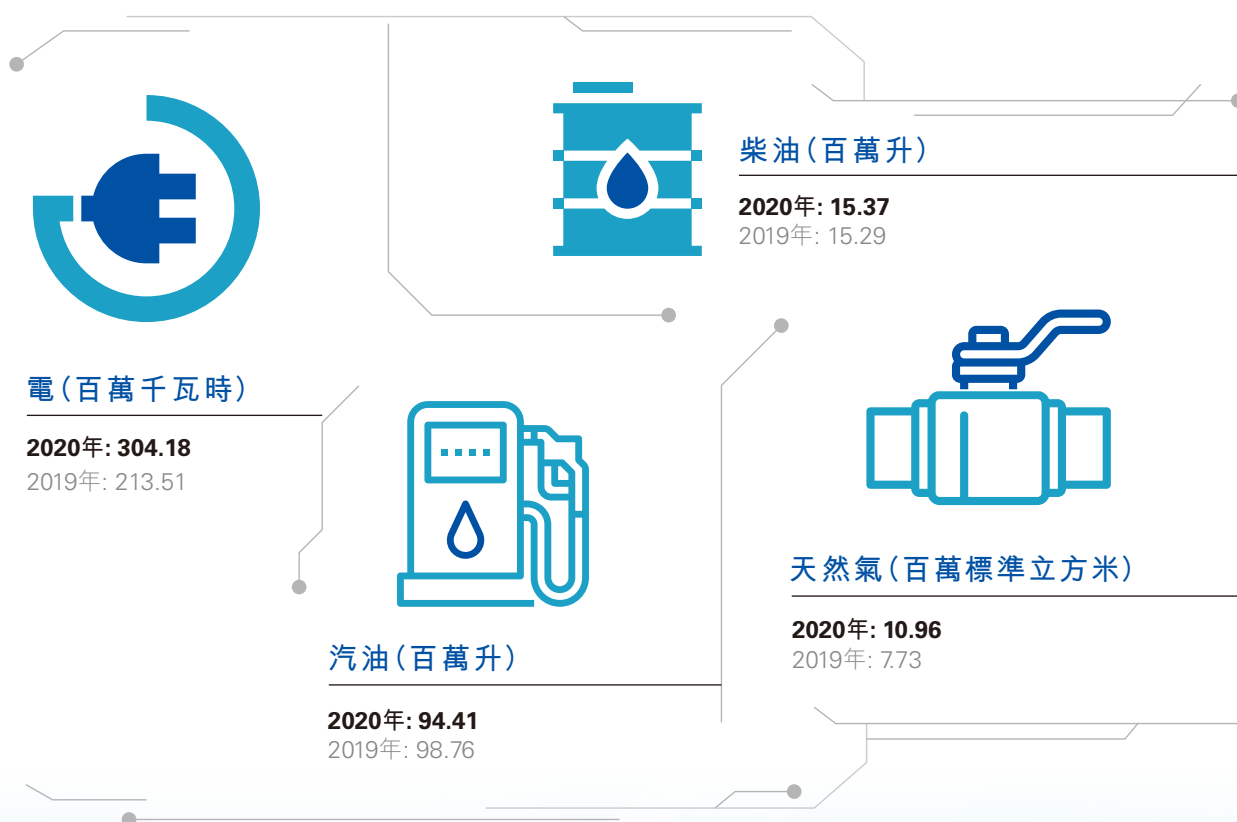 柴油(百萬升)
2020年: 15.37
2019年: 15.29
電(百萬千瓦時)
2020年: 304.18
2019年: 213.51
天然氣(百萬標準立方米)
2020年: 10.96
2019年: 7.73
汽油(百萬升)
2020年: 94.41
2019年: 98.76